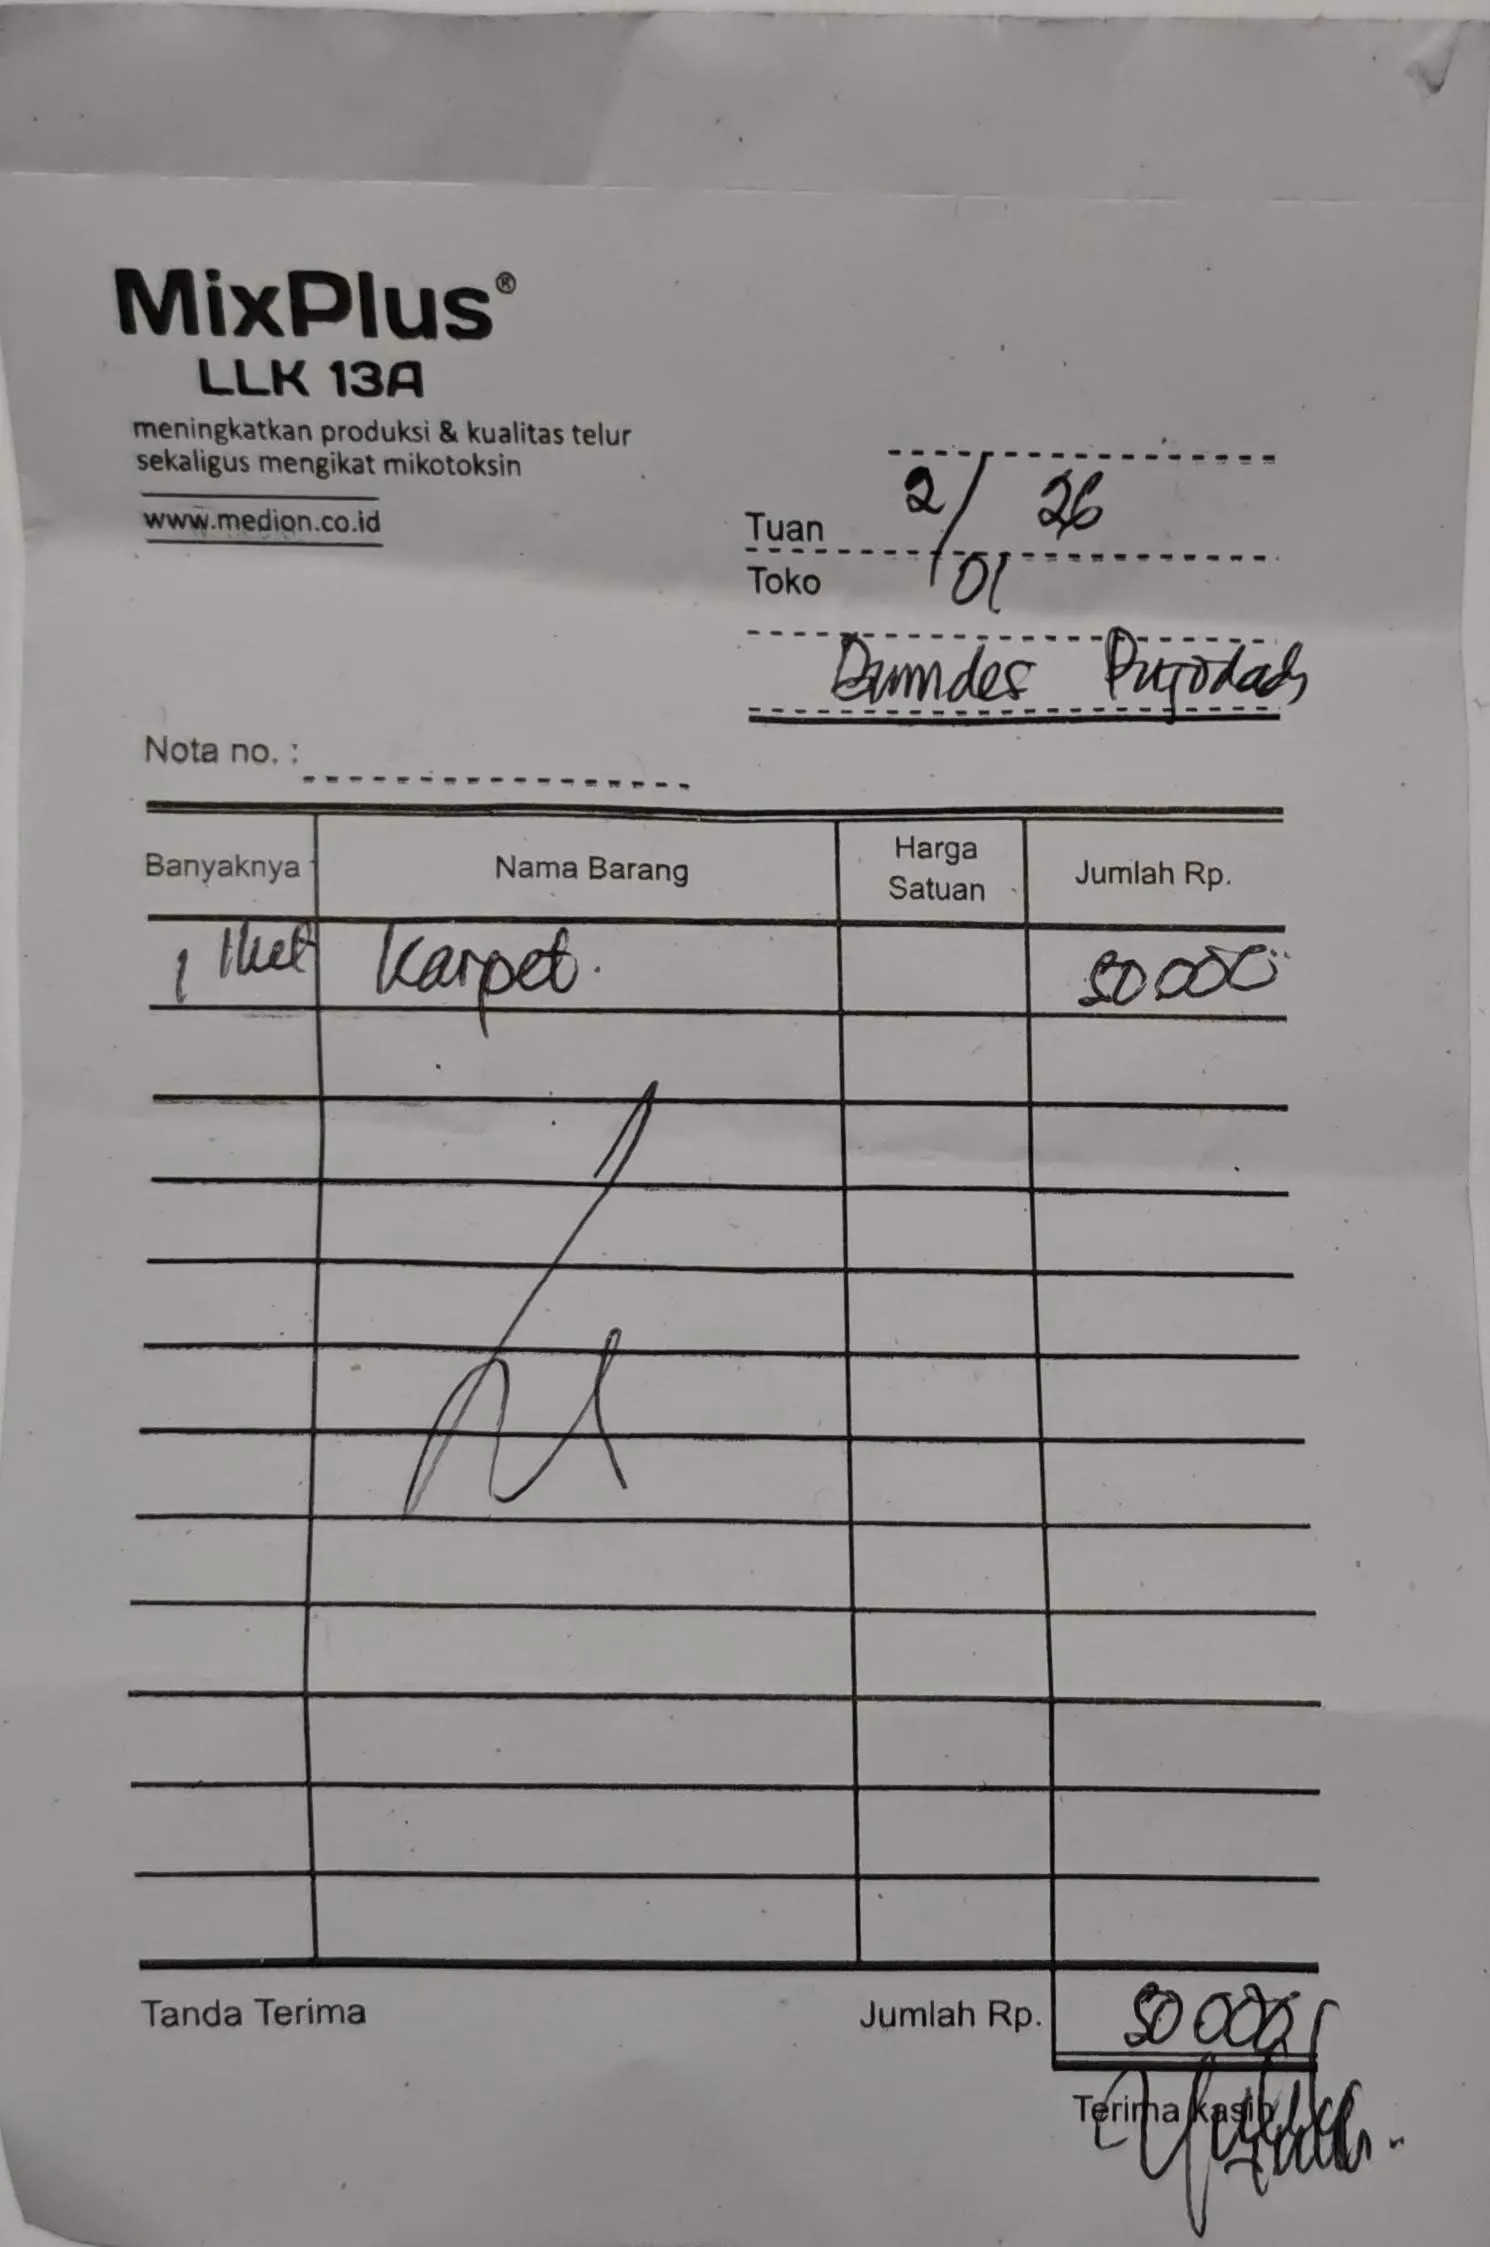 MixPlus®
LLK 13A
meningkatkan produksi & kualitas telur
sekaligus mengikat mikotoksin
www.medion.co.id
2/01 26
Tuan
Toko
Bumdes Pujodadi
Nota no. :
Banyaknya Nama Barang Harga Satuan Jumlah Rp.
1 Ikat Karpet. 50 000
Tanda Terima Jumlah Rp. 50 000
Terima kasih